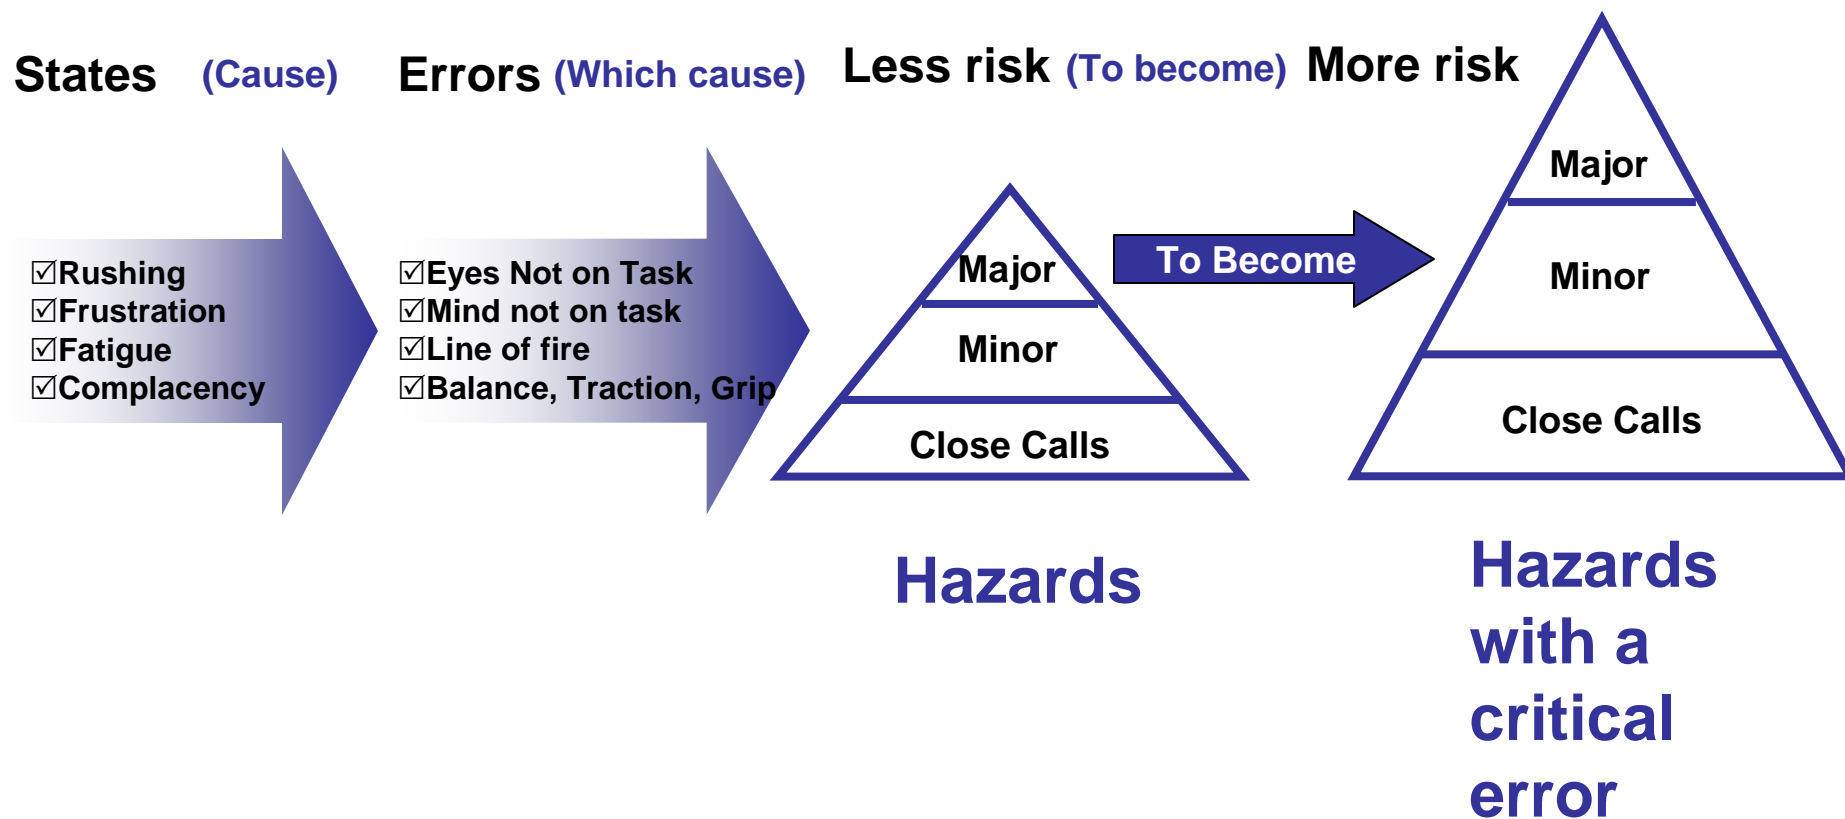 States (Cause) Errors (Which cause) Less risk (To become) More risk
☑Rushing
☑Frustration
☑Fatigue
☑Complacency
☑Eyes Not on Task
☑Mind not on task
☑Line of fire
☑Balance, Traction, Grip
Major
Minor
Close Calls
To Become
Major
Minor
Close Calls
Hazards
Hazards
with a
critical
error